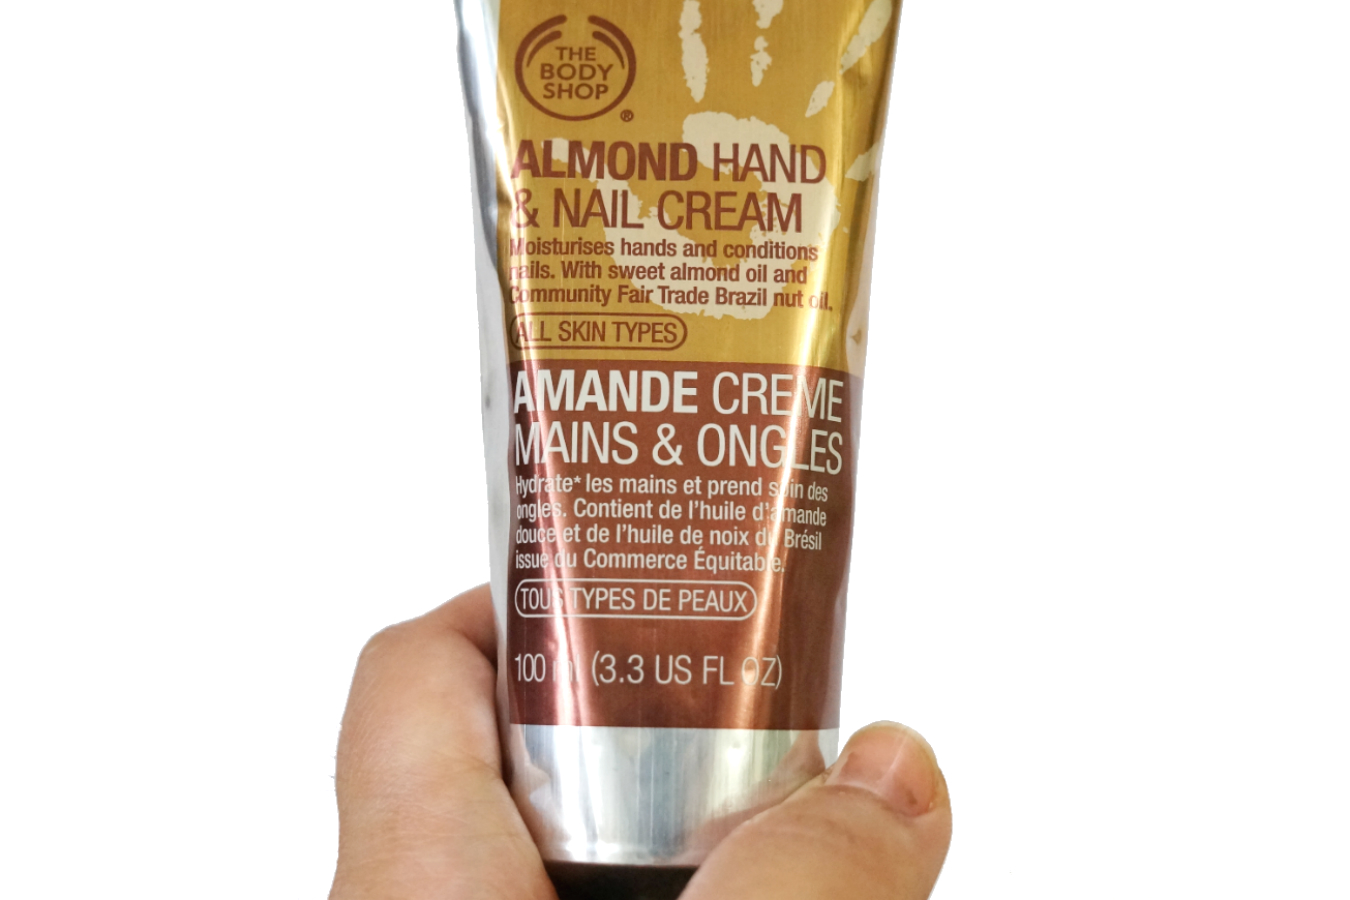 THE
BODY
SHOP
®
ALMOND HAND
& NAIL CREAM
Moisturises hands and conditions
nails. With sweet almond oil and
Community Fair Trade Brazil nut oil.
ALL SKIN TYPES
AMANDE CREME
MAINS & ONGLES
Hydrate* les mains et prend soin des
ongles. Contient de l'huile d'amande
douce et de l'huile de noix du Brésil
issue du Commerce Équitable.
TOUS TYPES DE PEAUX
100 ml (3.3 US FL OZ)